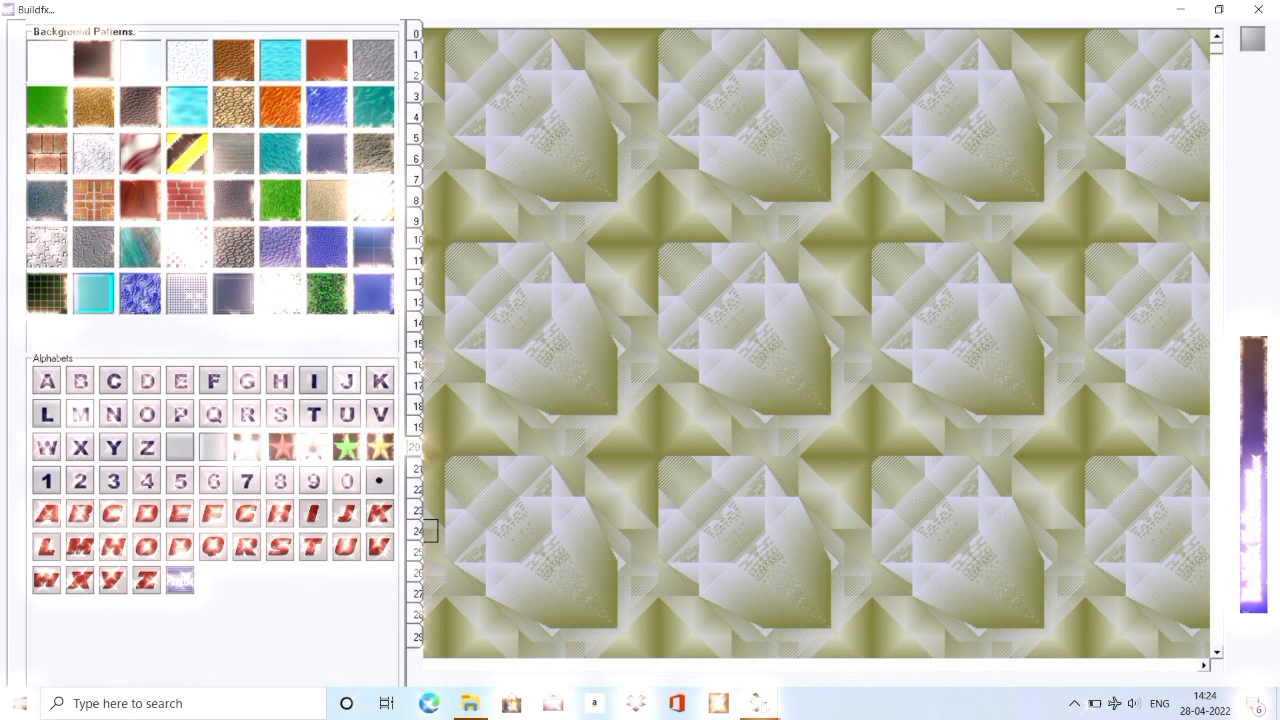 Buildfx...
Background Patterns.
0
1
2
3
4
5
6
7
8
9
10
11
12
13
14
15
16
17
18
19
20
21
22
23
24
25
26
27
28
29
Alphabets
A B C D E F G H I J K
L M N O P Q R S T U V
W X Y Z
1 2 3 4 5 6 7 8 9 0 •
A B C D E F G H I J K
L M N O P Q R S T U V
W X Y Z
Type here to search
a
ENG
14:24
28-04-2022
6